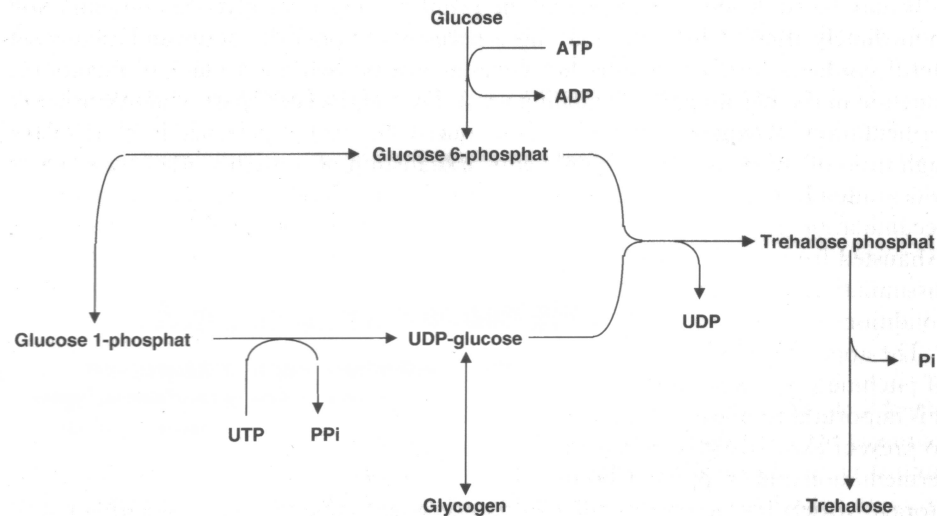 Glucose
ATP
ADP
Glucose 6-phosphat
Trehalose phosphat
UDP
Glucose 1-phosphat
UDP-glucose
Pi
UTP
PPi
Glycogen
Trehalose